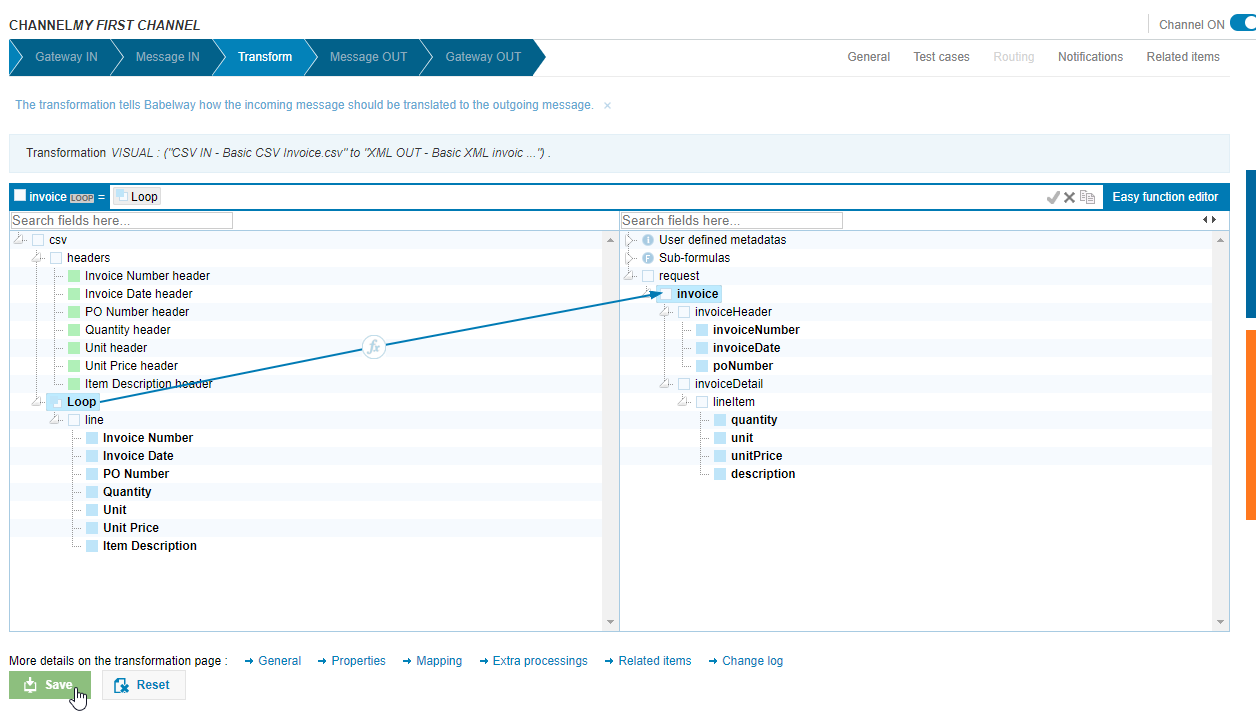 CHANNELMY FIRST CHANNEL
Channel ON
Gateway IN Message IN Transform Message OUT Gateway OUT
General Test cases Routing Notifications Related items
The transformation tells Babelway how the incoming message should be translated to the outgoing message. ×
Transformation VISUAL : ("CSV IN - Basic CSV Invoice.csv" to "XML OUT - Basic XML invoic ...") .
invoice LOOP = Loop
Easy function editor
Search fields here...
csv
headers
Invoice Number header
Invoice Date header
PO Number header
Quantity header
Unit header
Unit Price header
Item Description header
Loop
line
Invoice Number
Invoice Date
PO Number
Quantity
Unit
Unit Price
Item Description
fx
Search fields here...
I User defined metadatas
F Sub-formulas
request
invoice
invoiceHeader
invoiceNumber
invoiceDate
poNumber
invoiceDetail
lineItem
quantity
unit
unitPrice
description
More details on the transformation page : → General → Properties → Mapping → Extra processings → Related items → Change log
Save Reset